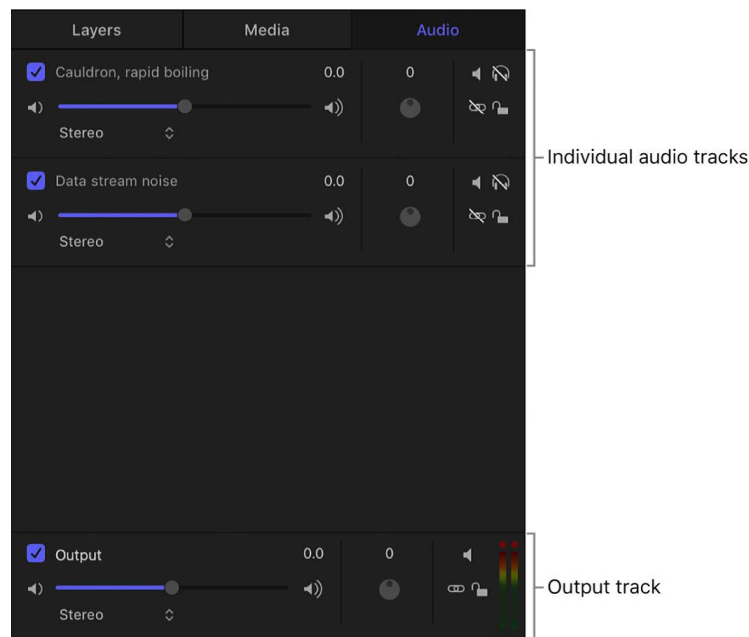 Layers Media Audio
Cauldron, rapid boiling 0.0 0
Stereo
Individual audio tracks
Data stream noise 0.0 0
Stereo
Output 0.0 0
Output track
Stereo